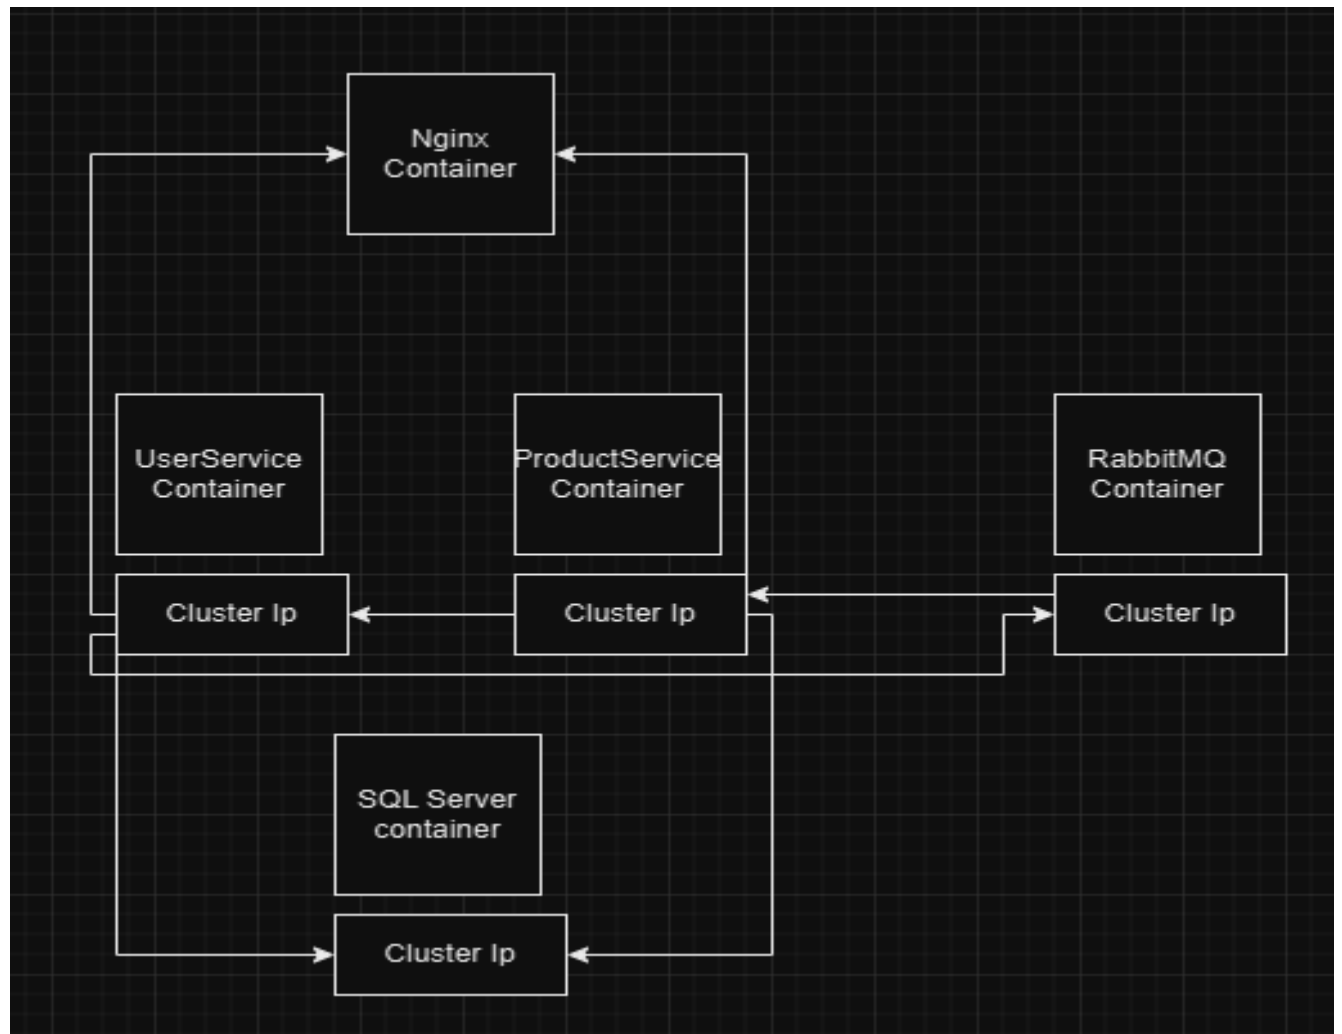 Nginx
Container
UserService
Container
ProductService
Container
RabbitMQ
Container
Cluster Ip
Cluster Ip
Cluster Ip
SQL Server
container
Cluster Ip